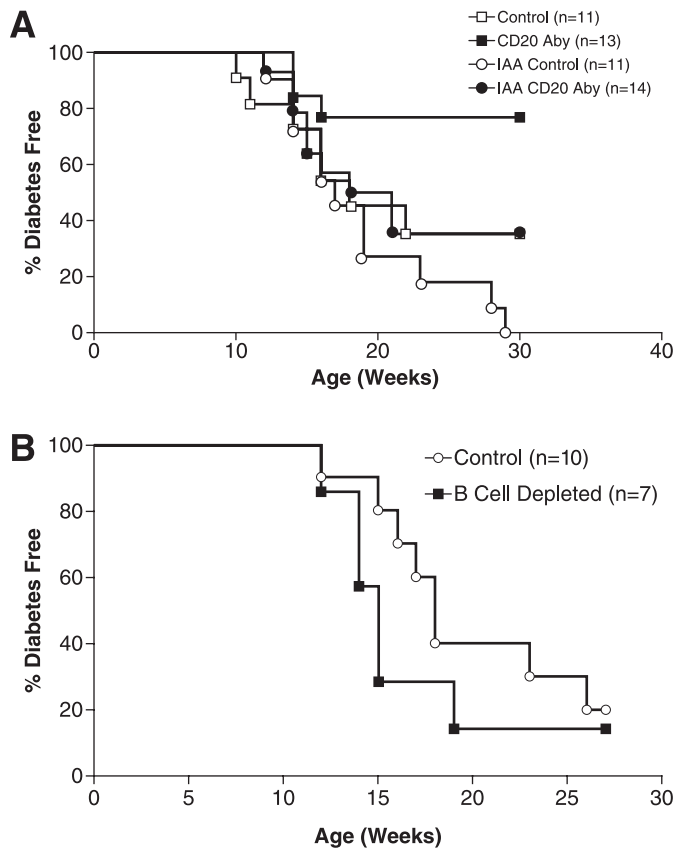 A
Control (n=11)
CD20 Aby (n=13)
IAA Control (n=11)
IAA CD20 Aby (n=14)
% Diabetes Free
100
80
60
40
20
0
0 10 20 30 40
Age (Weeks)
B
Control (n=10)
B Cell Depleted (n=7)
% Diabetes Free
100
80
60
40
20
0
0 5 10 15 20 25 30
Age (Weeks)